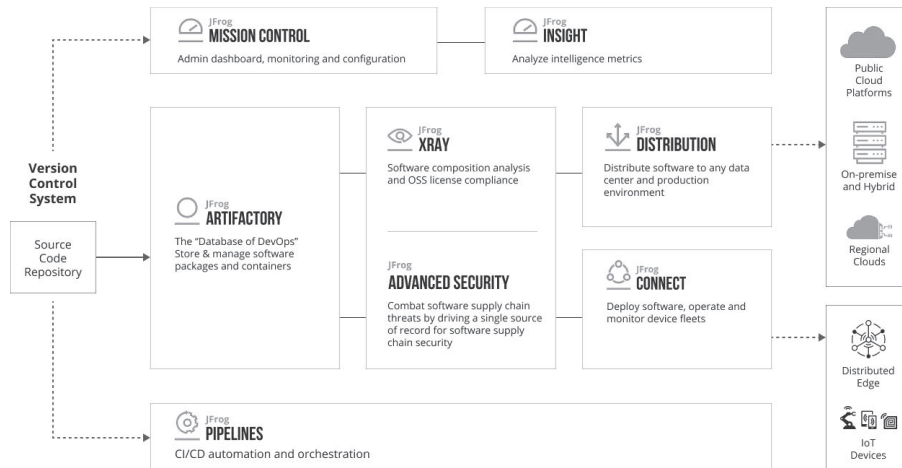 JFrog
MISSION CONTROL
Admin dashboard, monitoring and configuration
JFrog
INSIGHT
Analyze intelligence metrics
Public
Cloud
Platforms
On-premise
and Hybrid
Regional
Clouds
Version
Control
System
Source
Code
Repository
JFrog
ARTIFACTORY
The "Database of DevOps"
Store & manage software
packages and containers
JFrog
XRAY
Software composition analysis
and OSS license compliance
JFrog
ADVANCED SECURITY
Combat software supply chain
threats by driving a single source
of record for software supply
chain security
JFrog
DISTRIBUTION
Distribute software to any data
center and production
environment
JFrog
CONNECT
Deploy software, operate and
monitor device fleets
Distributed
Edge
IoT
Devices
JFrog
PIPELINES
CI/CD automation and orchestration